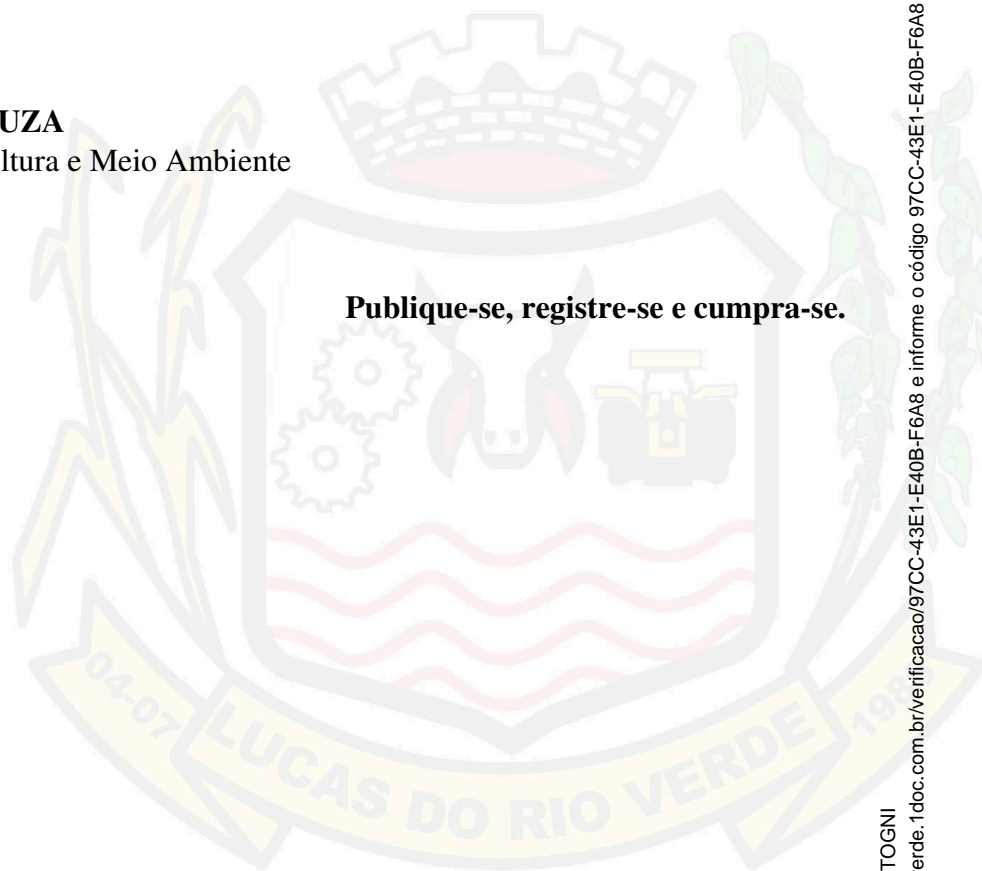 UZA
ltura e Meio Ambiente
Publique-se, registre-se e cumpra-se.
04-07 LUCAS DO RIO VERDE 1988
TOGNI
erde.1doc.com.br/verificacao/97CC-43E1-E40B-F6A8 e informe o código 97CC-43E1-E40B-F6A8